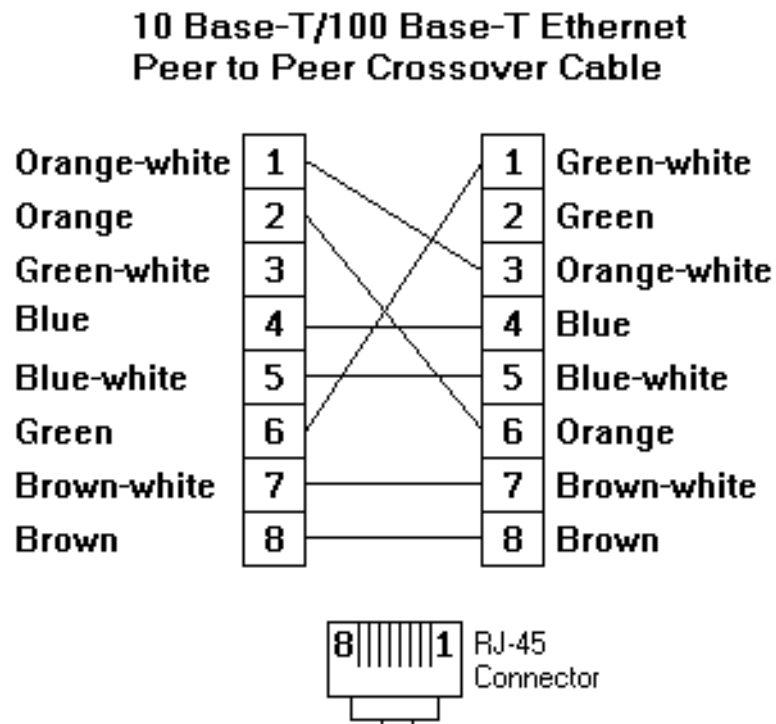 10 Base-T/100 Base-T Ethernet
Peer to Peer Crossover Cable
Orange-white 1 1 Green-white
Orange 2 2 Green
Green-white 3 3 Orange-white
Blue 4 4 Blue
Blue-white 5 5 Blue-white
Green 6 6 Orange
Brown-white 7 7 Brown-white
Brown 8 8 Brown
8 1 RJ-45
Connector